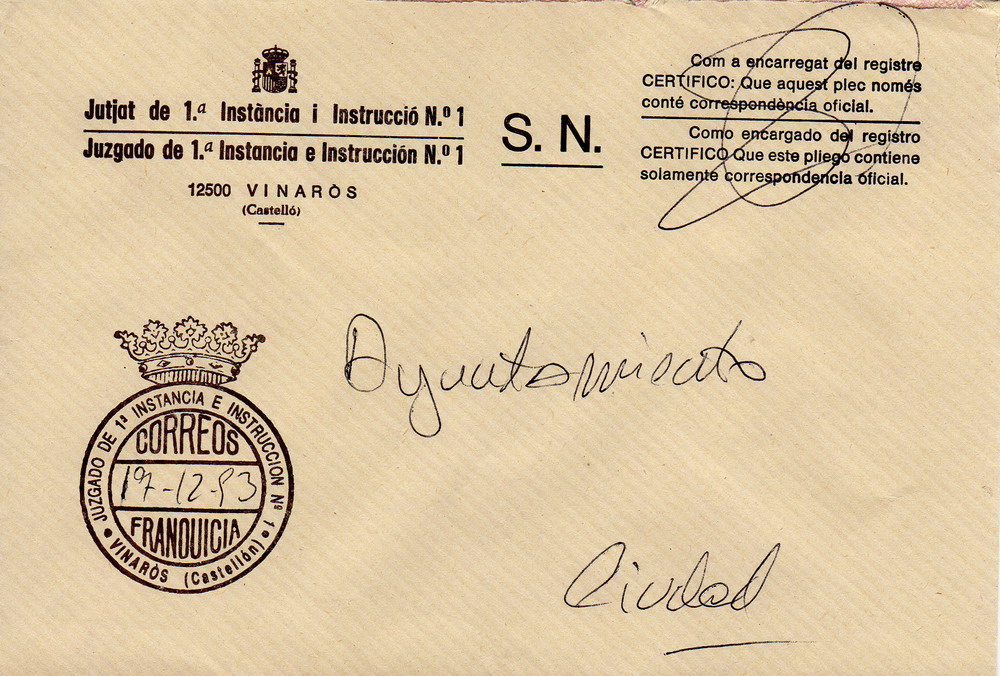 Jutjat de 1.ª Instància i Instrucció N.º 1
Juzgado de 1.ª Instancia e Instrucción N.º 1
12500 VINARÒS
(Castelló)
S. N.
Com a encarregat del registre
CERTIFICO: Que aquest plec només
conté correspondència oficial.
Como encargado del registro
CERTIFICO Que este pliego contiene
solamente correspondencia oficial.
JUZGADO DE 1ª INSTANCIA E INSTRUCCION Nº 1
CORREOS
17-12-93
FRANQUICIA
VINARÒS (Castellón)
Ayuntamiento
Ciudad